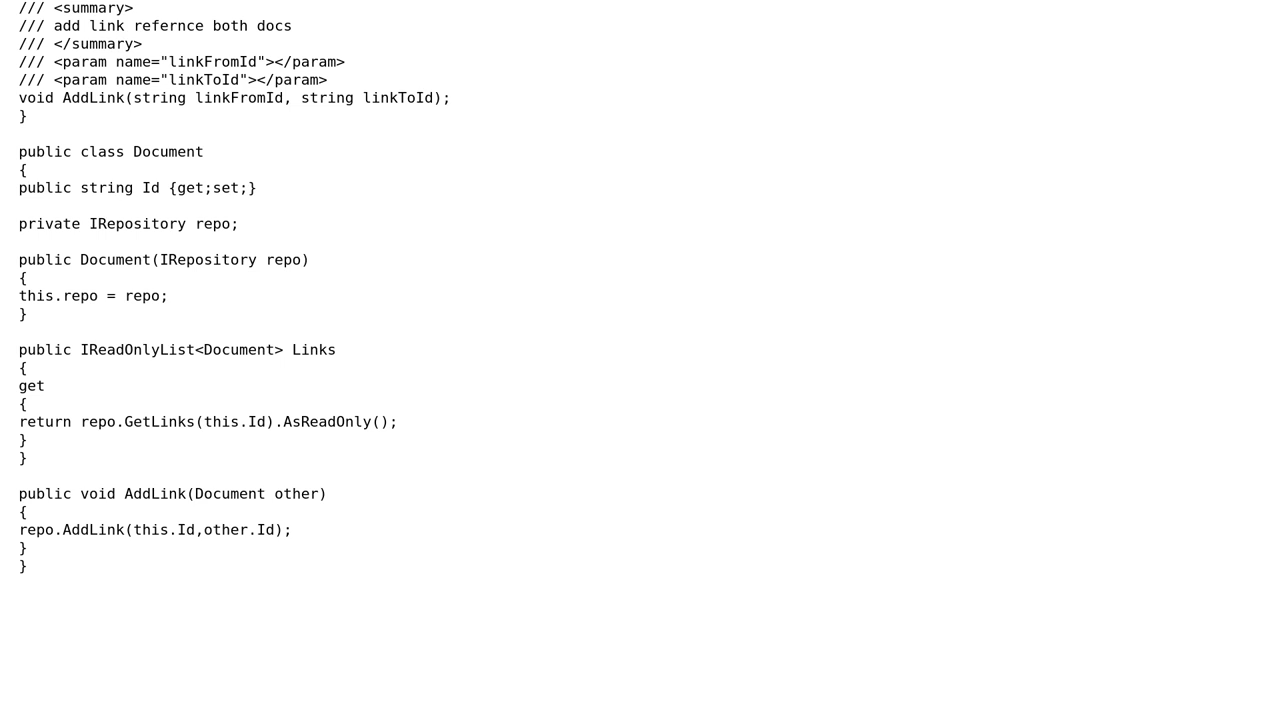 /// <summary>
/// add link refernce both docs
/// </summary>
/// <param name="linkFromId"></param>
/// <param name="linkToId"></param>
void AddLink(string linkFromId, string linkToId);
}

public class Document
{
public string Id {get;set;}

private IRepository repo;

public Document(IRepository repo)
{
this.repo = repo;
}

public IReadOnlyList<Document> Links
{
get
{
return repo.GetLinks(this.Id).AsReadOnly();
}
}

public void AddLink(Document other)
{
repo.AddLink(this.Id,other.Id);
}
}